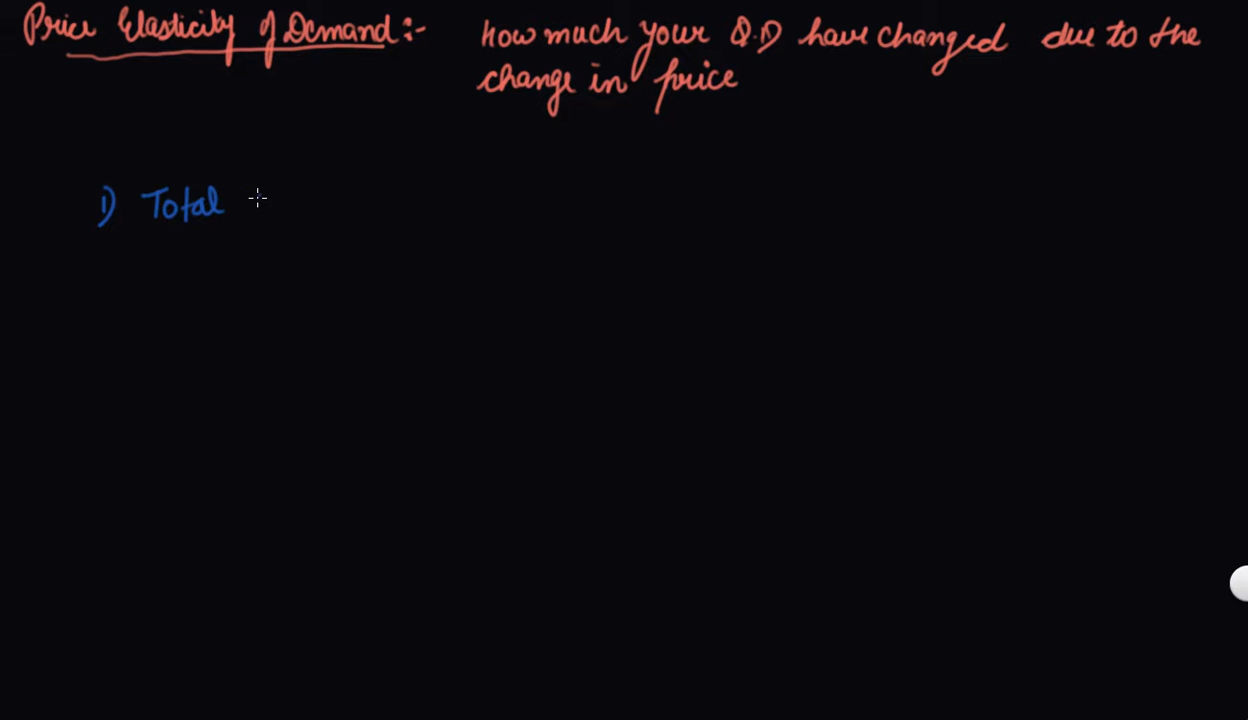 Price Elasticity of Demand:- How much your Q.D have changed due to the
change in price
1) Total